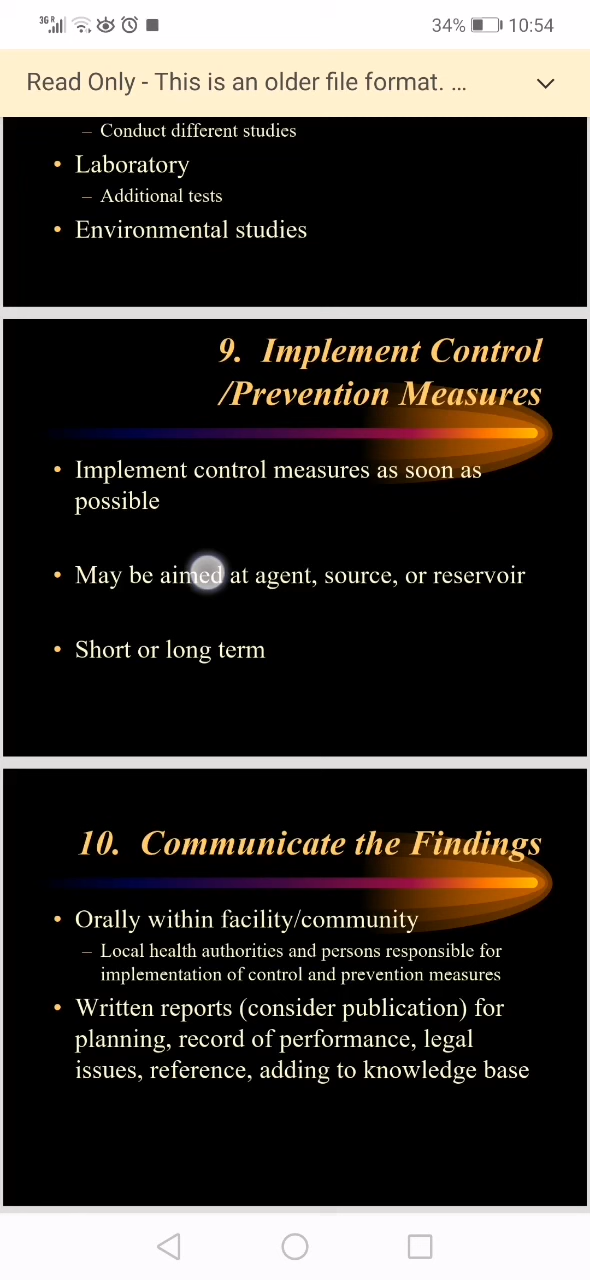 3G R 34% 10:54
Read Only - This is an older file format. ...
– Conduct different studies
• Laboratory
– Additional tests
• Environmental studies
9. Implement Control
/Prevention Measures
• Implement control measures as soon as
possible
• May be aimed at agent, source, or reservoir
• Short or long term
10. Communicate the Findings
• Orally within facility/community
– Local health authorities and persons responsible for
implementation of control and prevention measures
• Written reports (consider publication) for
planning, record of performance, legal
issues, reference, adding to knowledge base